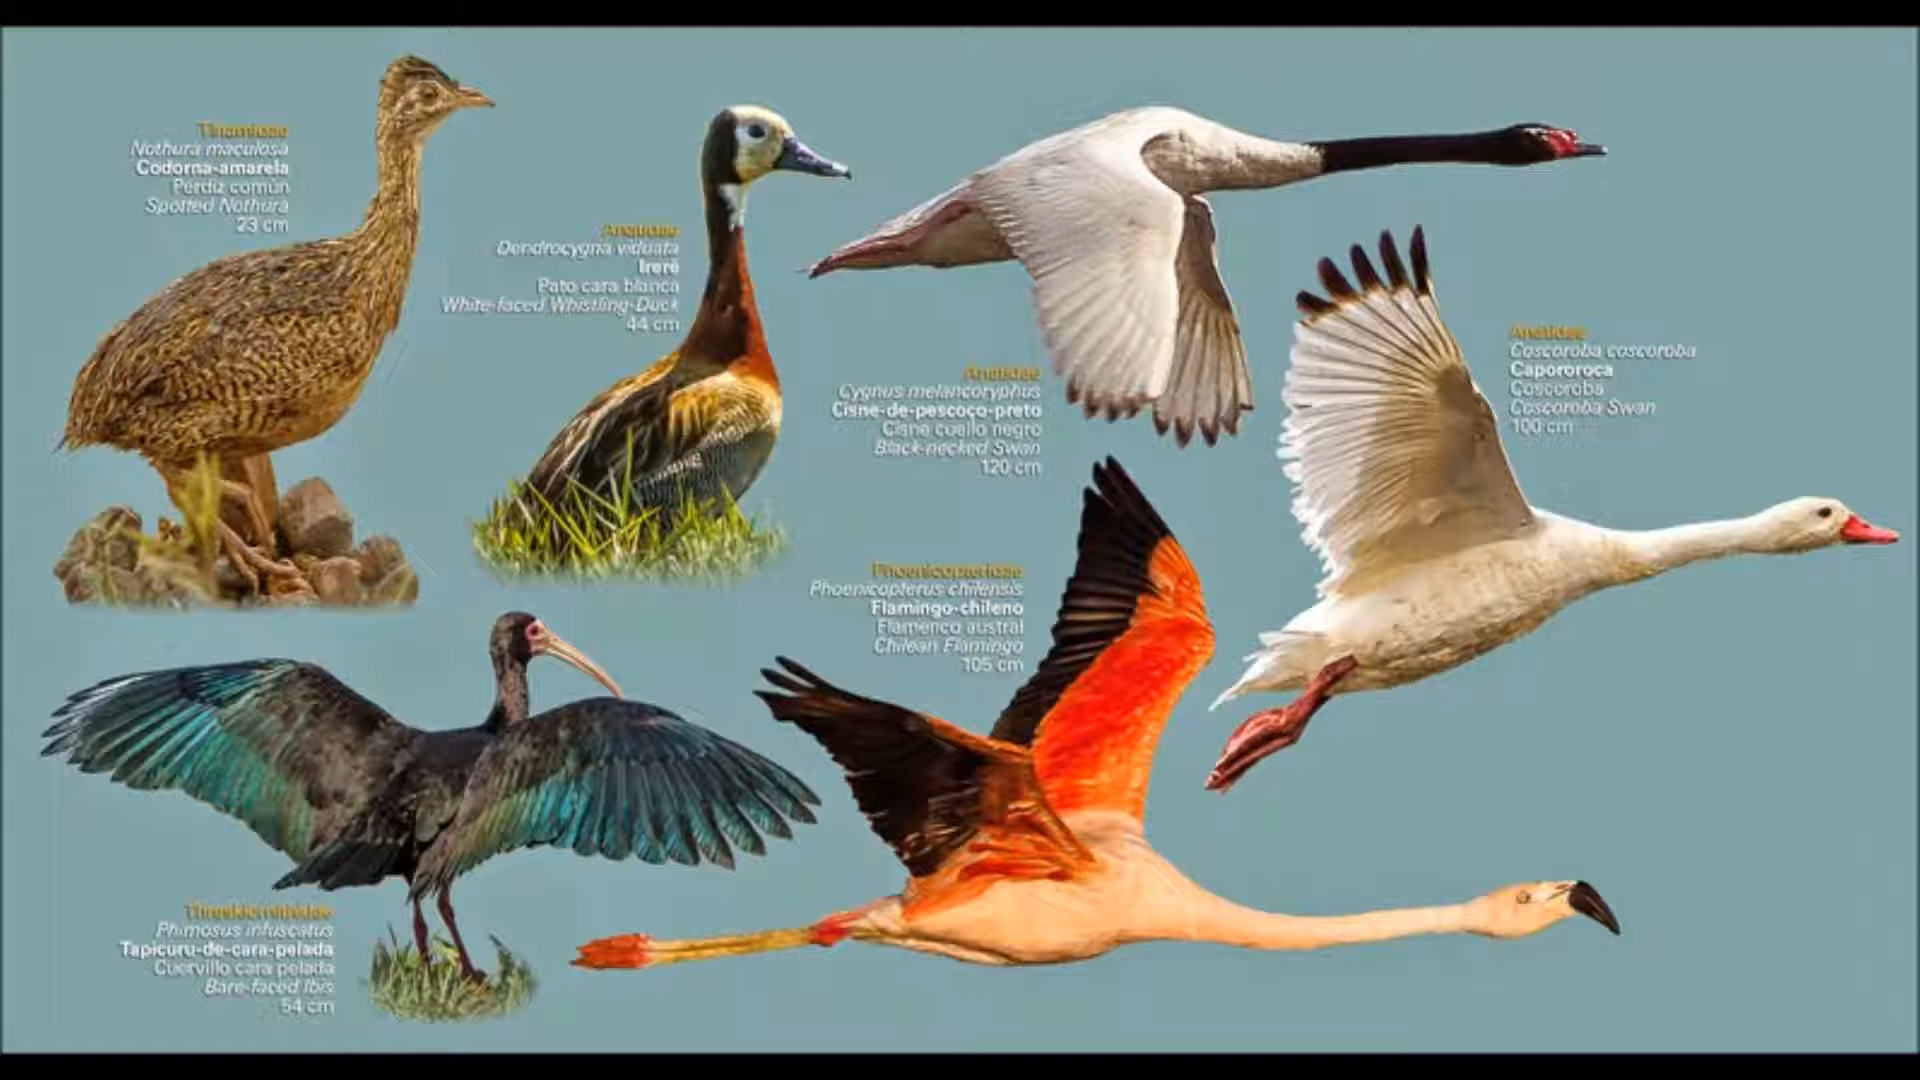 Tinamidae
Nothura maculosa
Codorna-amarela
Perdiz común
Spotted Nothura
23 cm
Anatidae
Dendrocygna viduata
Irerê
Pato cara blanca
White-faced Whistling-Duck
44 cm
Anatidae
Cygnus melancoryphus
Cisne-de-pescoço-preto
Cisne cuello negro
Black-necked Swan
120 cm
Anatidae
Coscoroba coscoroba
Capororoca
Coscoroba
Coscoroba Swan
100 cm
Phoenicopteridae
Phoenicopterus chilensis
Flamingo-chileno
Flamenco austral
Chilean Flamingo
105 cm
Threskiornithidae
Phimosus infuscatus
Tapicuru-de-cara-pelada
Cuervillo cara pelada
Bare-faced Ibis
54 cm